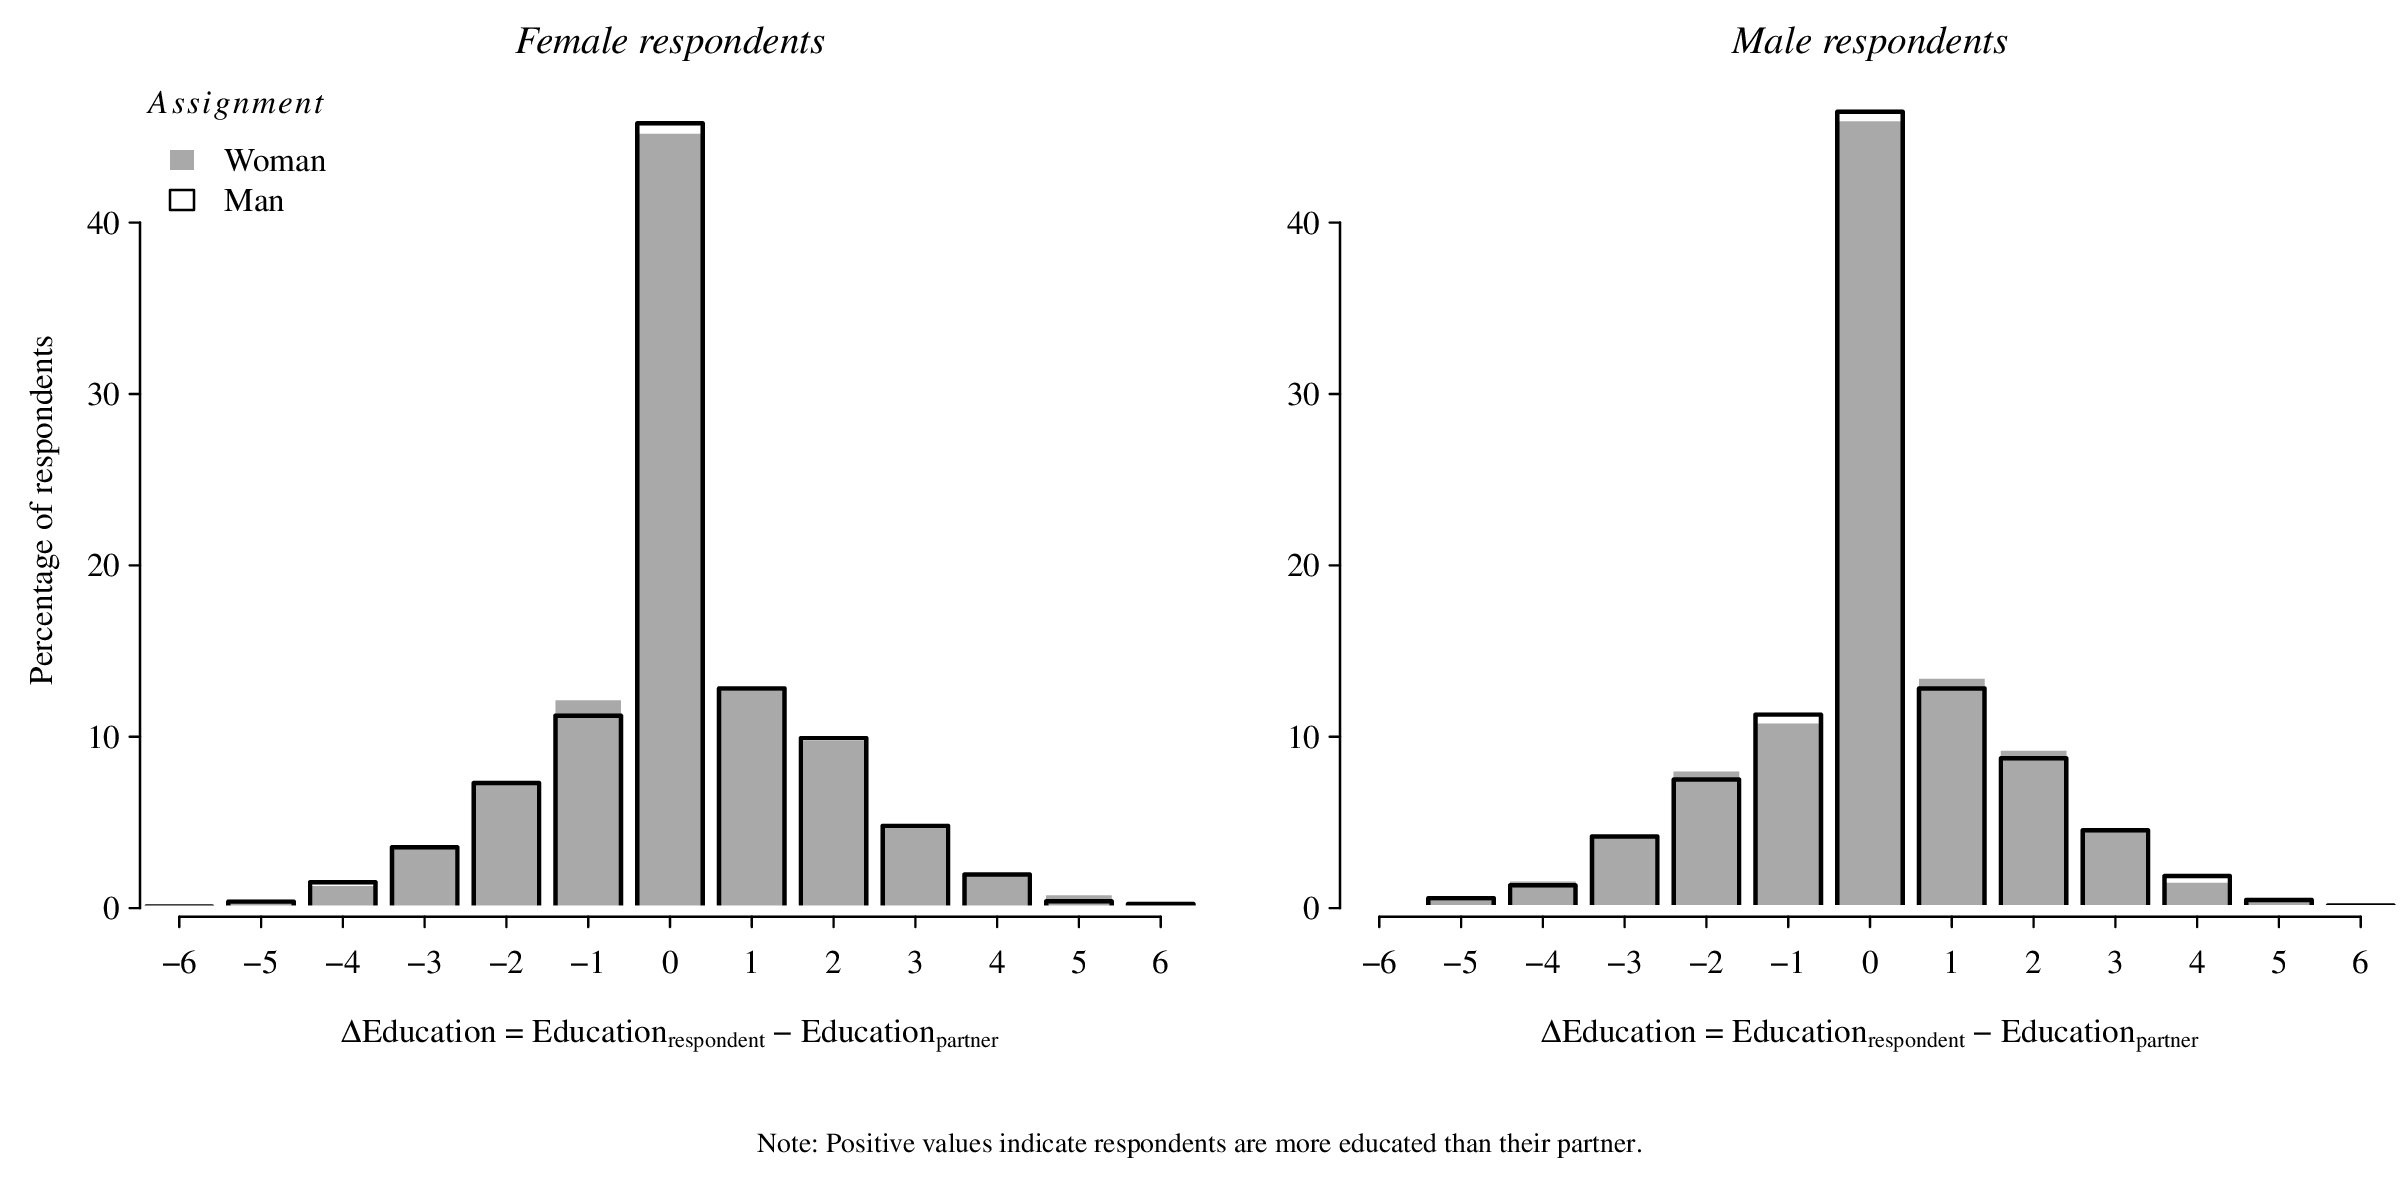 Female respondents
Assignment
Woman
Man
Percentage of respondents
40
30
20
10
0
−6 −5 −4 −3 −2 −1 0 1 2 3 4 5 6
ΔEducation = Education respondent − Education partner
Male respondents
40
30
20
10
0
−6 −5 −4 −3 −2 −1 0 1 2 3 4 5 6
ΔEducation = Education respondent − Education partner
Note: Positive values indicate respondents are more educated than their partner.